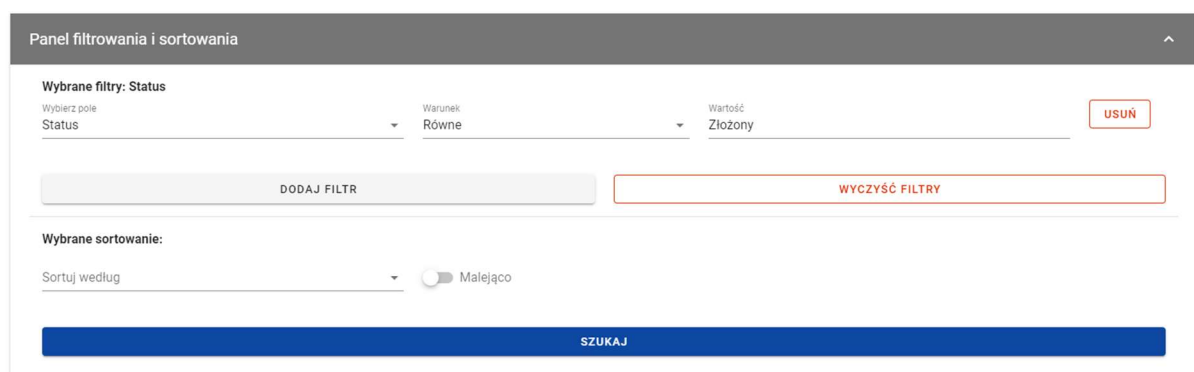 Panel filtrowania i sortowania
Wybrane filtry: Status
Wybierz pole Warunek Wartość
Status Równe Złożony USUŃ
DODAJ FILTR WYCZYŚĆ FILTRY
Wybrane sortowanie:
Sortuj według Malejąco
SZUKAJ